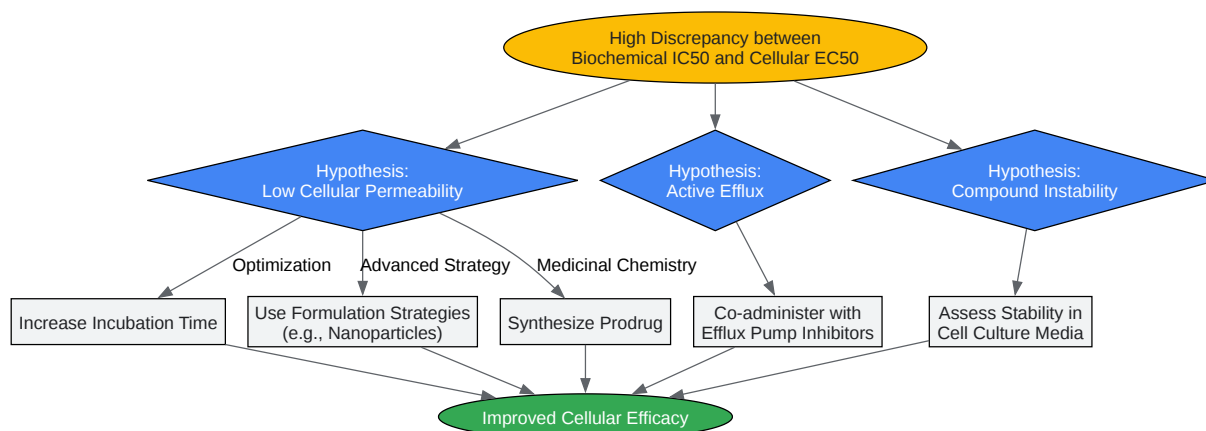 High Discrepancy between
Biochemical IC50 and Cellular EC50
Hypothesis:
Low Cellular Permeability
Hypothesis:
Active Efflux
Hypothesis:
Compound Instability
Optimization
Advanced Strategy
Medicinal Chemistry
Increase Incubation Time
Use Formulation Strategies
(e.g., Nanoparticles)
Synthesize Prodrug
Co-administer with
Efflux Pump Inhibitors
Assess Stability in
Cell Culture Media
Improved Cellular Efficacy